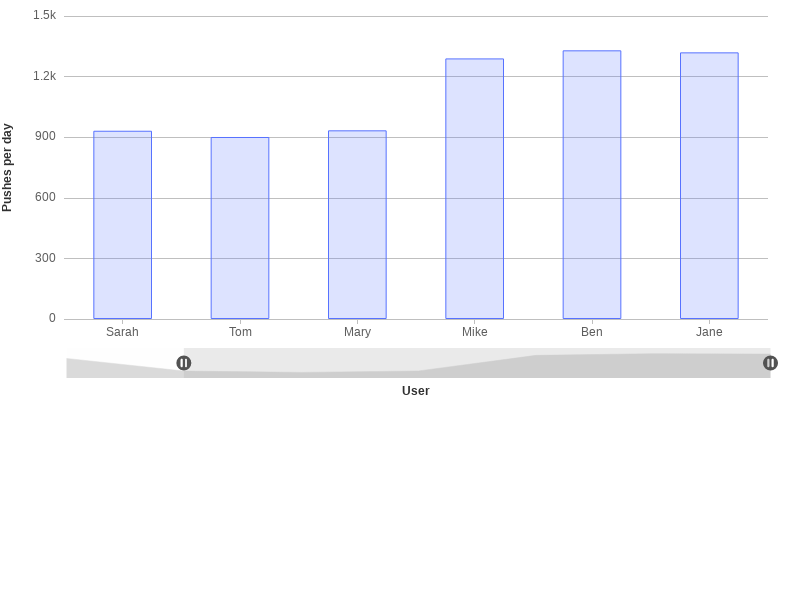 1.5k
1.2k
900
600
300
0
Pushes per day
Sarah Tom Mary Mike Ben Jane
User